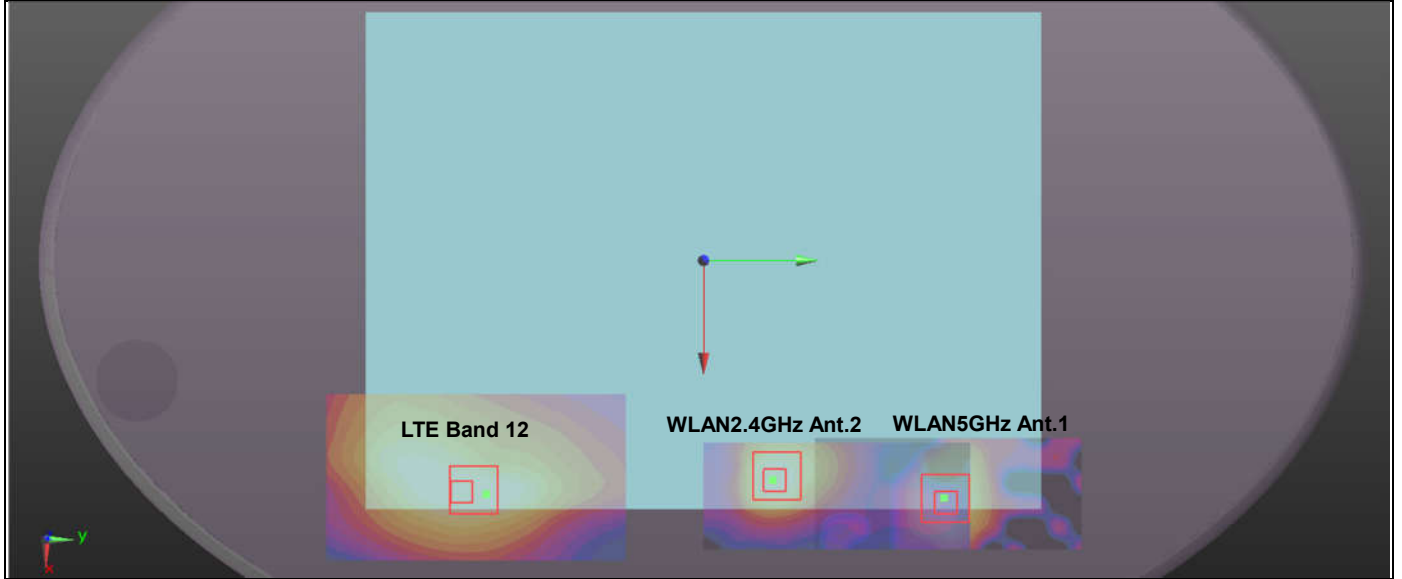 LTE Band 12
WLAN2.4GHz Ant.2
WLAN5GHz Ant.1
y
x